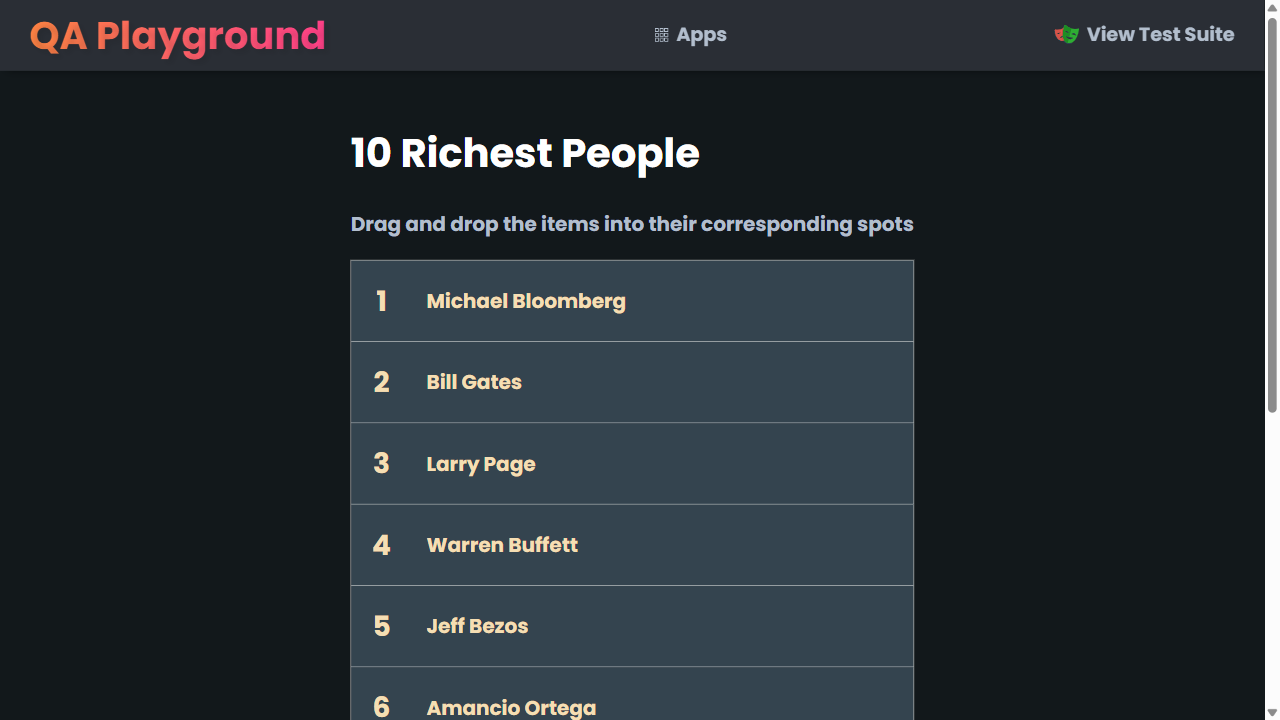 QA Playground
Apps
View Test Suite
10 Richest People
Drag and drop the items into their corresponding spots
1 Michael Bloomberg
2 Bill Gates
3 Larry Page
4 Warren Buffett
5 Jeff Bezos
6 Amancio Ortega